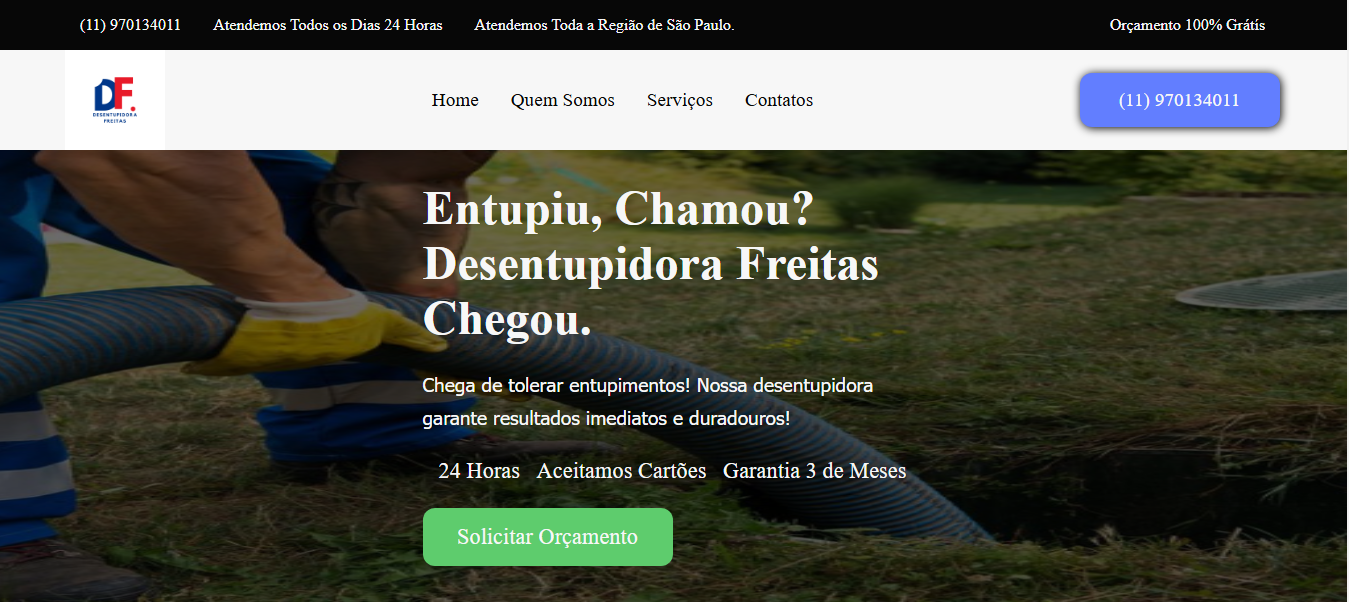 (11) 970134011 Atendemos Todos os Dias 24 Horas Atendemos Toda a Região de São Paulo. Orçamento 100% Grátís
DF.
DESENTUPIDORA
FREITAS
Home Quem Somos Serviços Contatos (11) 970134011
Entupiu, Chamou?
Desentupidora Freitas
Chegou.
Chega de tolerar entupimentos! Nossa desentupidora
garante resultados imediatos e duradouros!
24 Horas Aceitamos Cartões Garantia 3 de Meses
Solicitar Orçamento